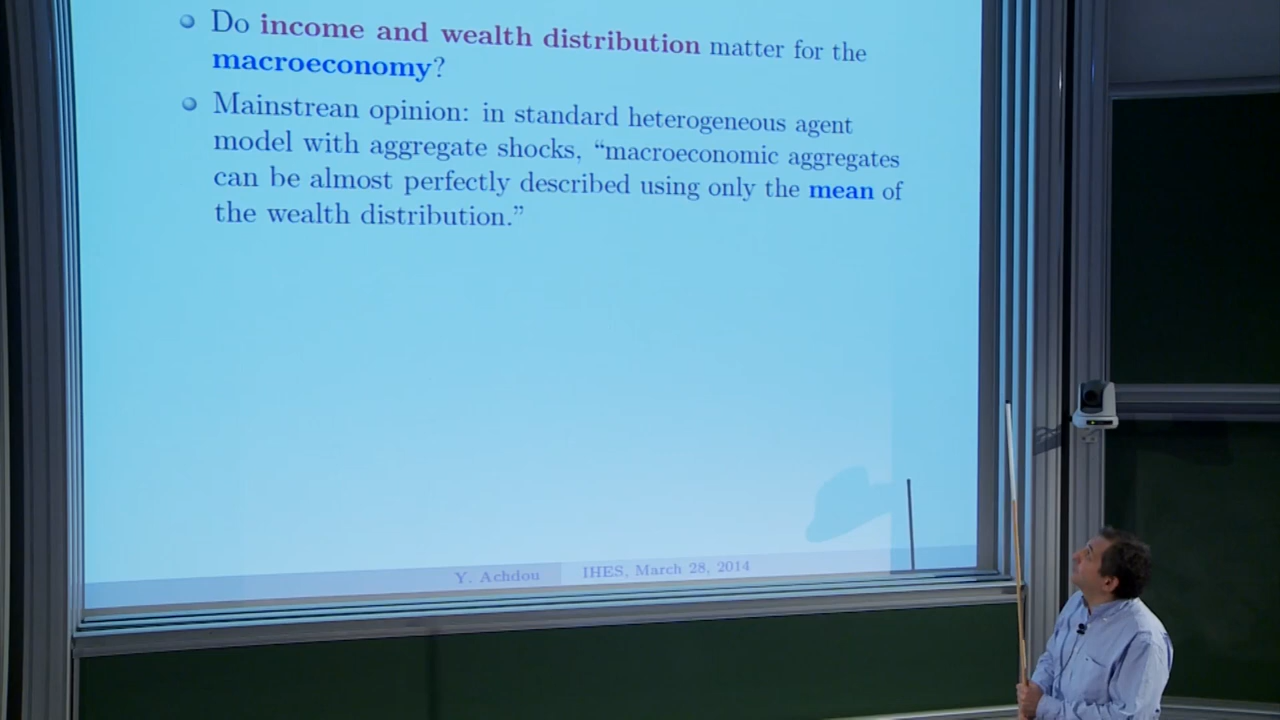 Do income and wealth distribution matter for the
macroeconomy?
Mainstrean opinion: in standard heterogeneous agent
model with aggregate shocks, “macroeconomic aggregates
can be almost perfectly described using only the mean of
the wealth distribution.”
Y. Achdou IHES, March 28, 2014